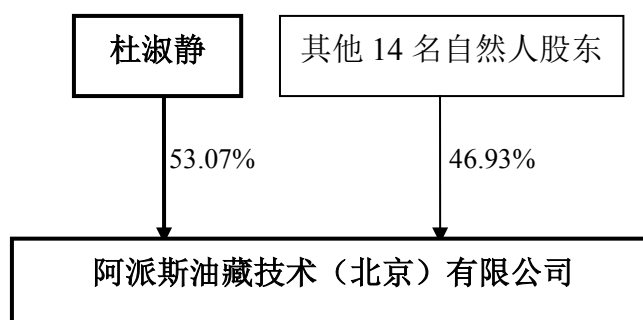 杜淑静
其他 14 名自然人股东
53.07%
46.93%
阿派斯油藏技术（北京）有限公司